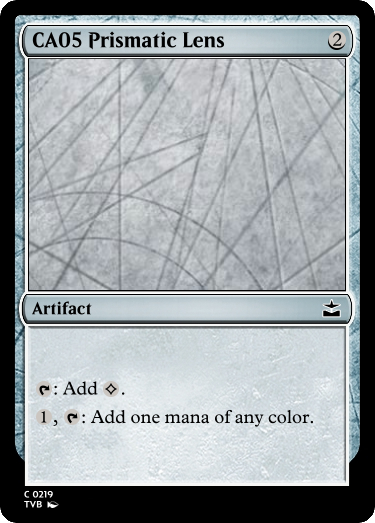 CA05 Prismatic Lens 2
Artifact
: Add .
1, : Add one mana of any color.
C 0219
TVB